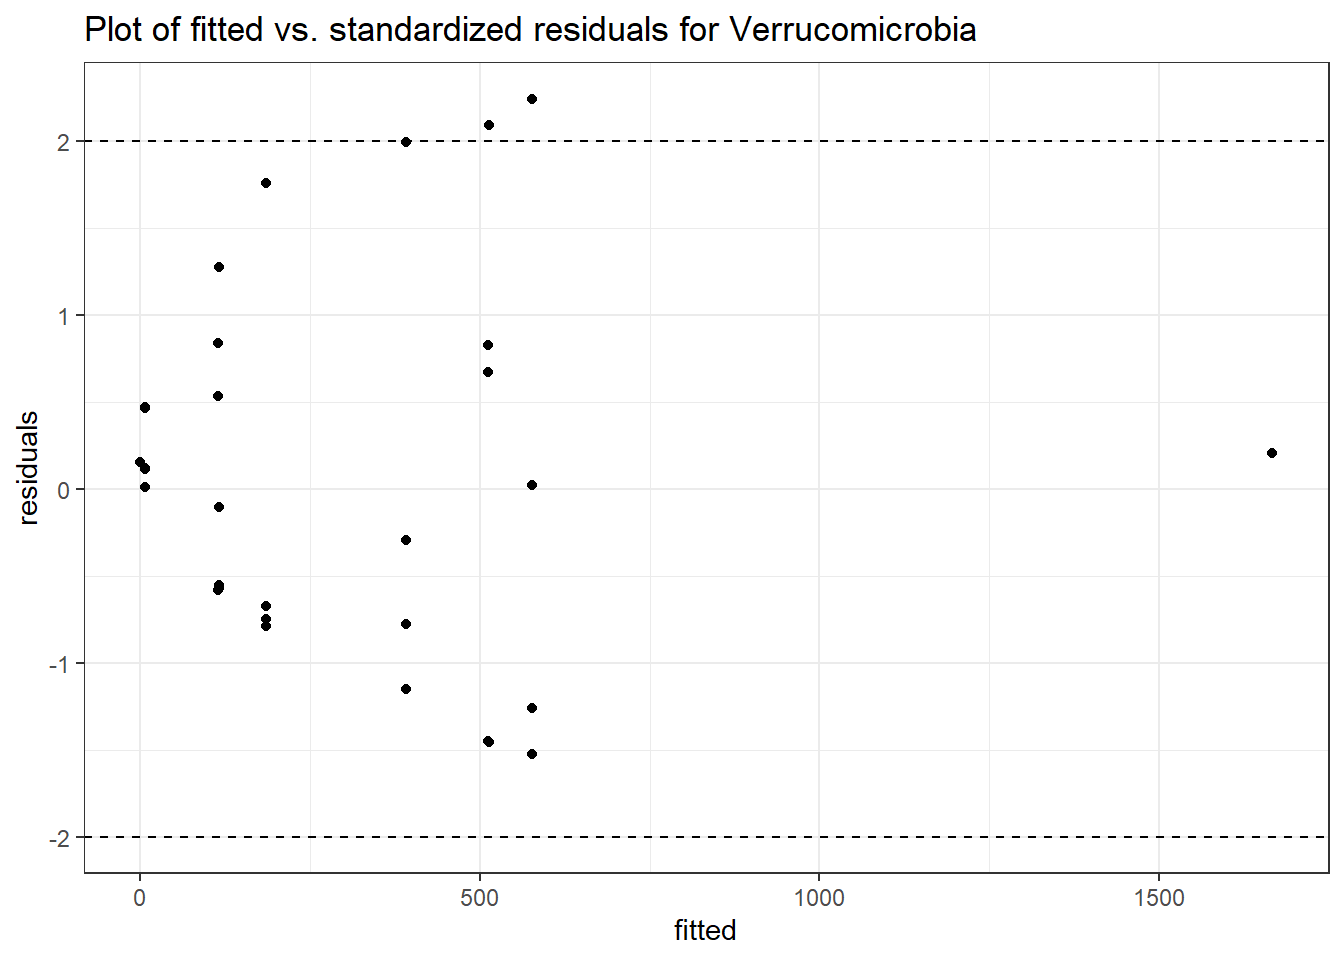 Plot of fitted vs. standardized residuals for Verrucomicrobia
2
1
0
-1
-2
residuals
0 500 1000 1500
fitted